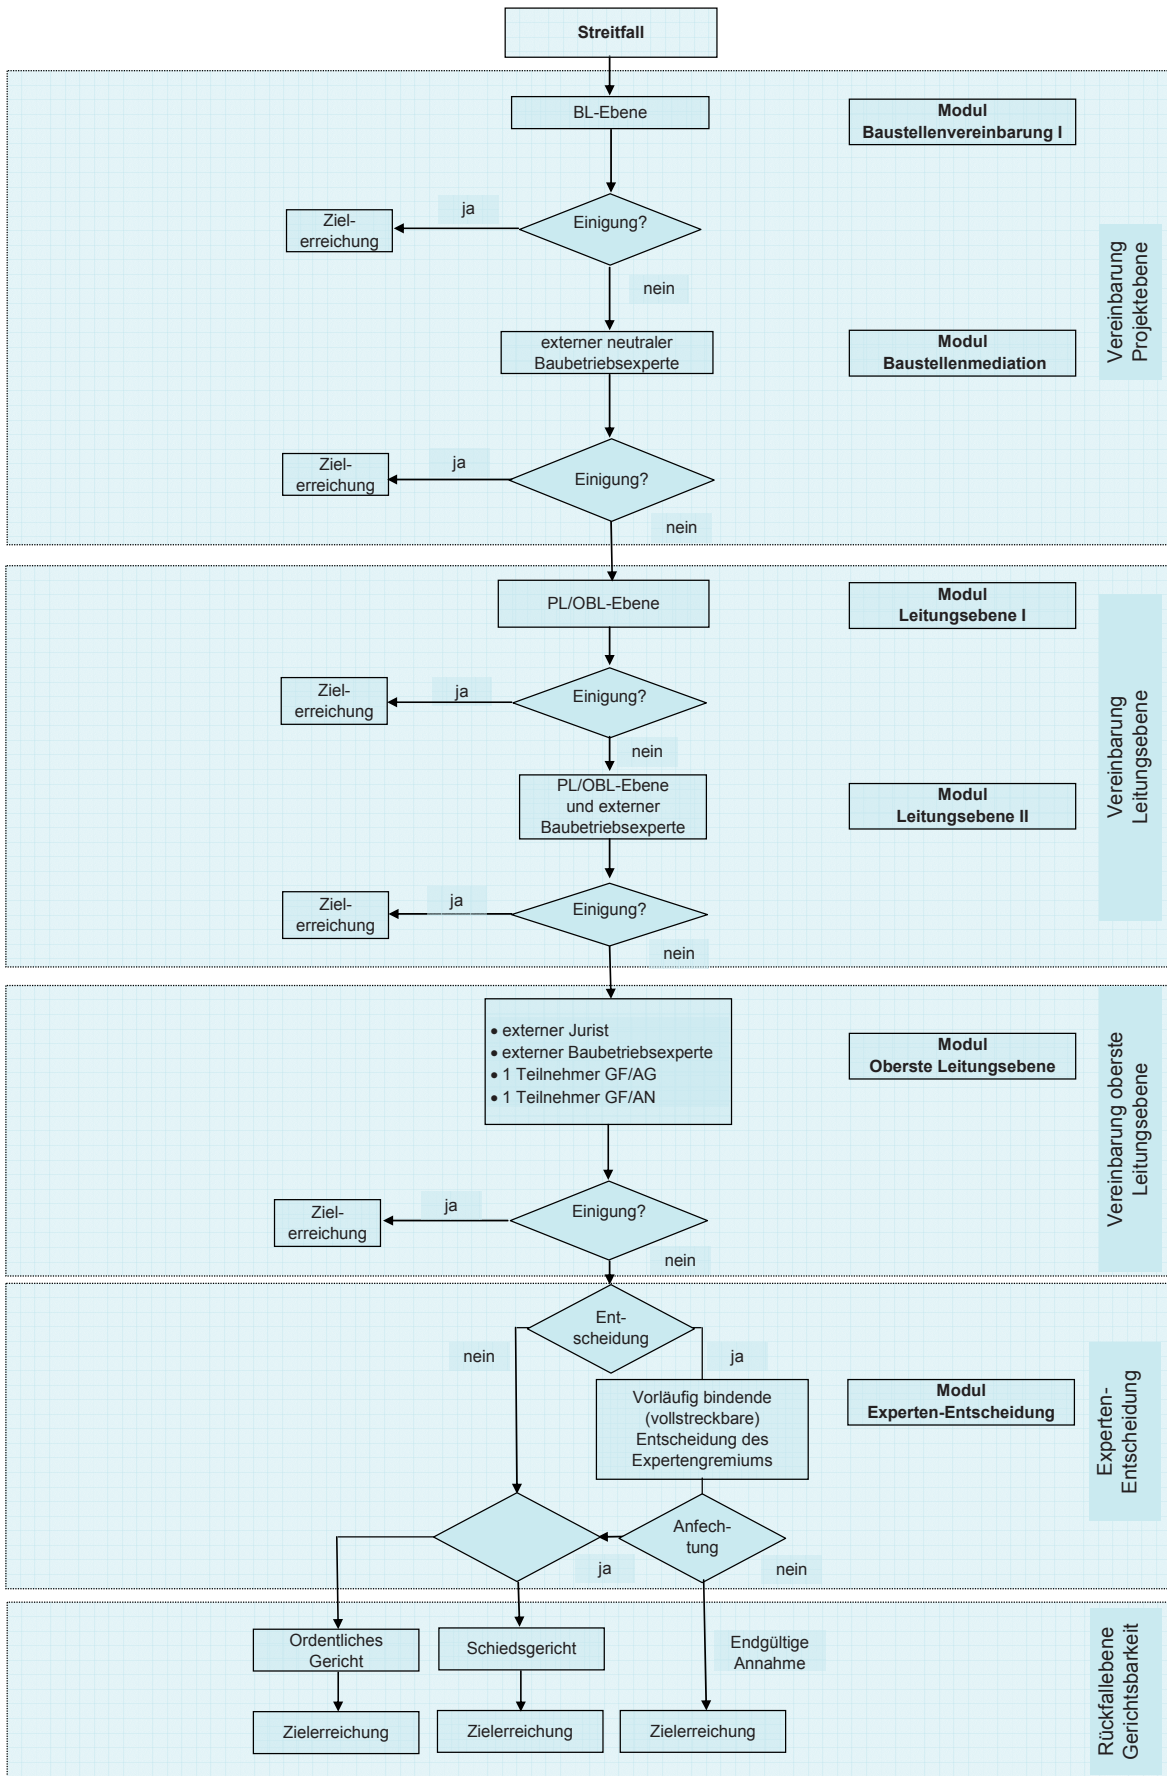 Streitfall
BL-Ebene
Modul
Baustellenvereinbarung I
Ziel-
erreichung
ja
Einigung?
nein
Vereinbarung
Projektebene
externer neutraler
Baubetriebsexperte
Modul
Baustellenmediation
Ziel-
erreichung
ja
Einigung?
nein
PL/OBL-Ebene
Modul
Leitungsebene I
Ziel-
erreichung
ja
Einigung?
nein
Vereinbarung
Leitungsebene
PL/OBL-Ebene
und externer
Baubetriebsexperte
Modul
Leitungsebene II
Ziel-
erreichung
ja
Einigung?
nein
• externer Jurist
• externer Baubetriebsexperte
• 1 Teilnehmer GF/AG
• 1 Teilnehmer GF/AN
Modul
Oberste Leitungsebene
Vereinbarung oberste
Leitungsebene
Ziel-
erreichung
ja
Einigung?
nein
Ent-
scheidung
nein
ja
Vorläufig bindende
(vollstreckbare)
Entscheidung des
Expertengremiums
Modul
Experten-Entscheidung
Experten-
Entscheidung
Anfech-
tung
ja
nein
Ordentliches
Gericht
Schiedsgericht
Endgültige
Annahme
Rückfallebene
Gerichtsbarkeit
Zielerreichung
Zielerreichung
Zielerreichung